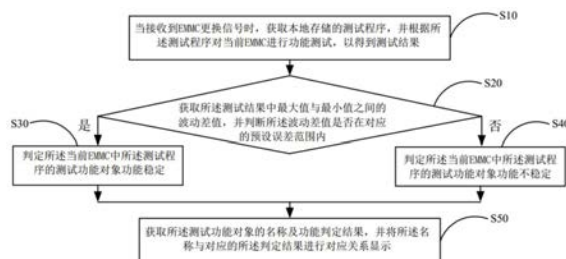 当接收到EMMC更换信号时，获取本地存储的测试程序，并根据所
述测试程序对当前EMMC进行功能测试，以得到测试结果
S10
获取所述测试结果中最大值与最小值之间的
波动差值，并判断所述波动差值是否在对应
的预设误差范围内
S20
S30
是
否
S40
判定所述当前EMMC中所述测试程
序的测试功能对象功能稳定
判定所述当前EMMC中所述测试程
序的测试功能对象功能不稳定
S50
获取所述测试功能对象的名称及功能判定结果，并将所述名
称与对应的所述判定结果进行对应关系显示